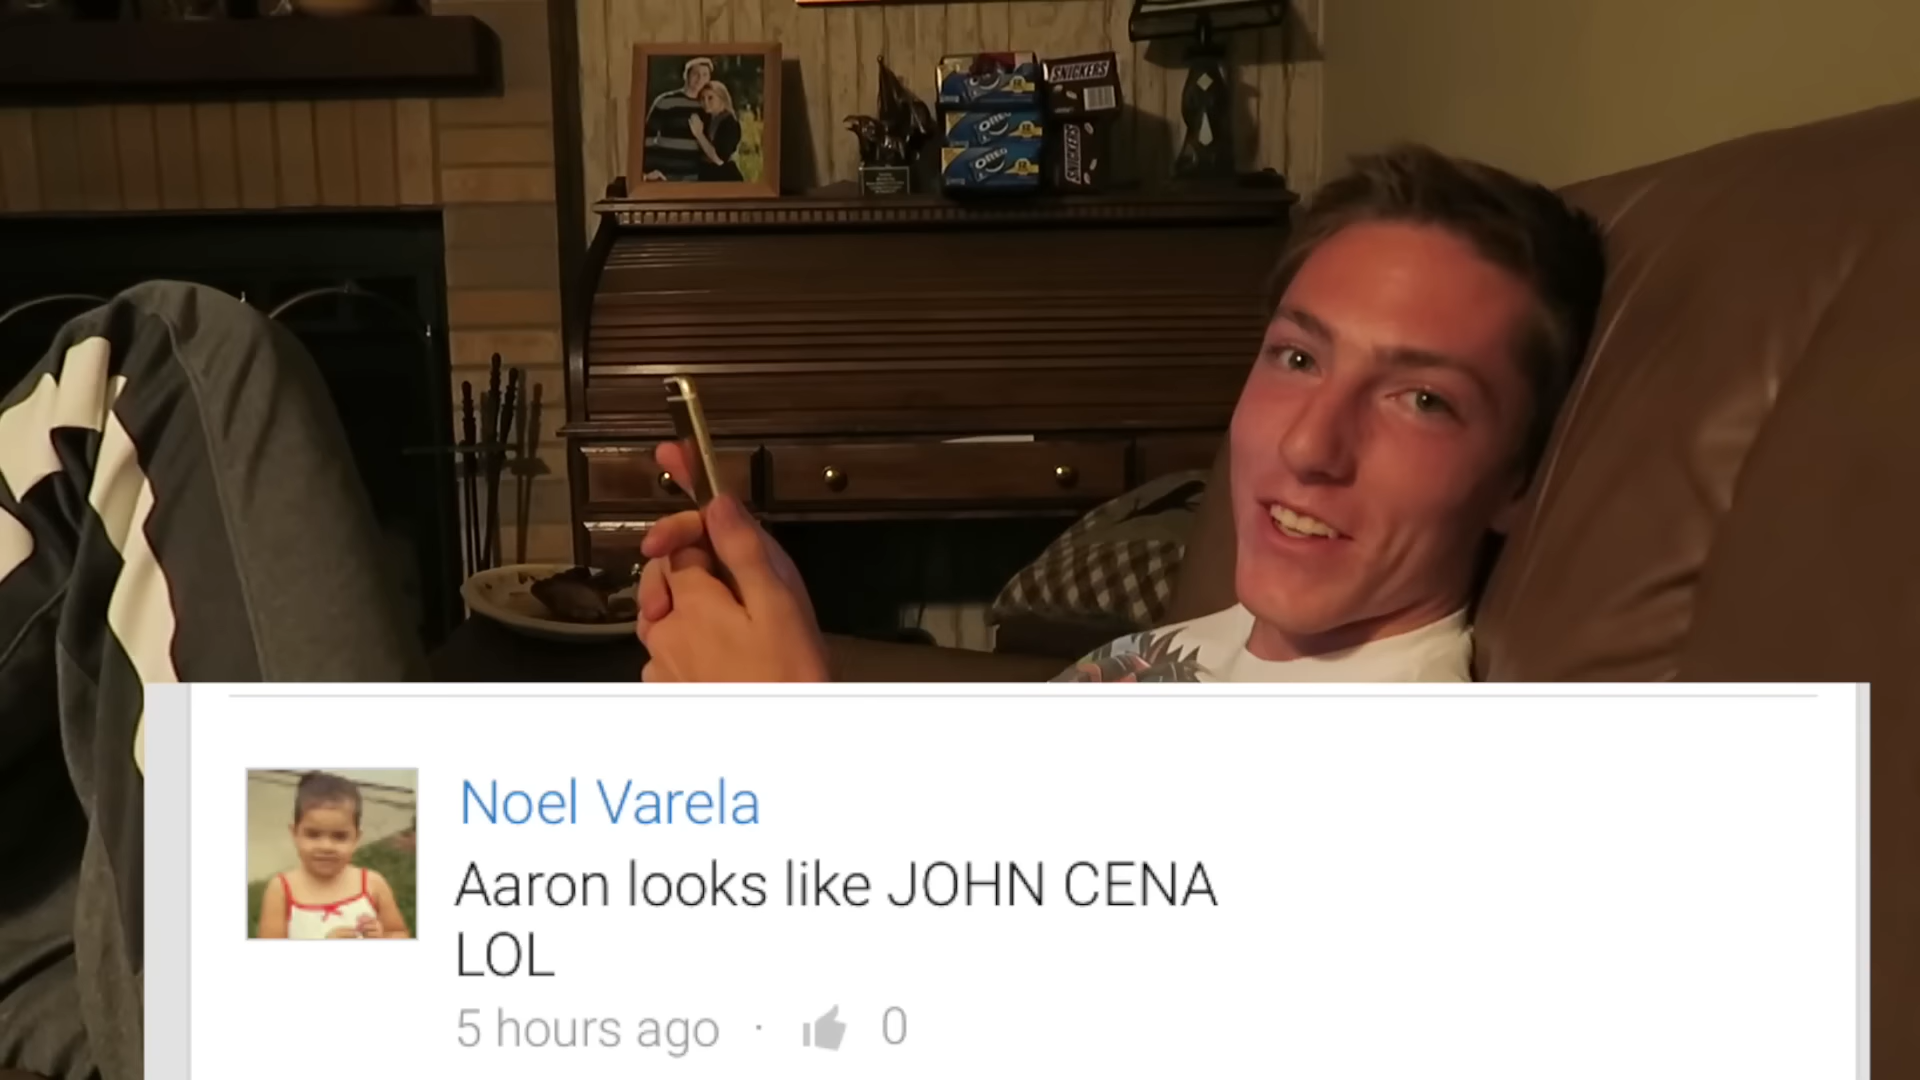 SNICKERS
OREO
OREO
SNICKERS
Noel Varela
Aaron looks like JOHN CENA
LOL
5 hours ago · 0